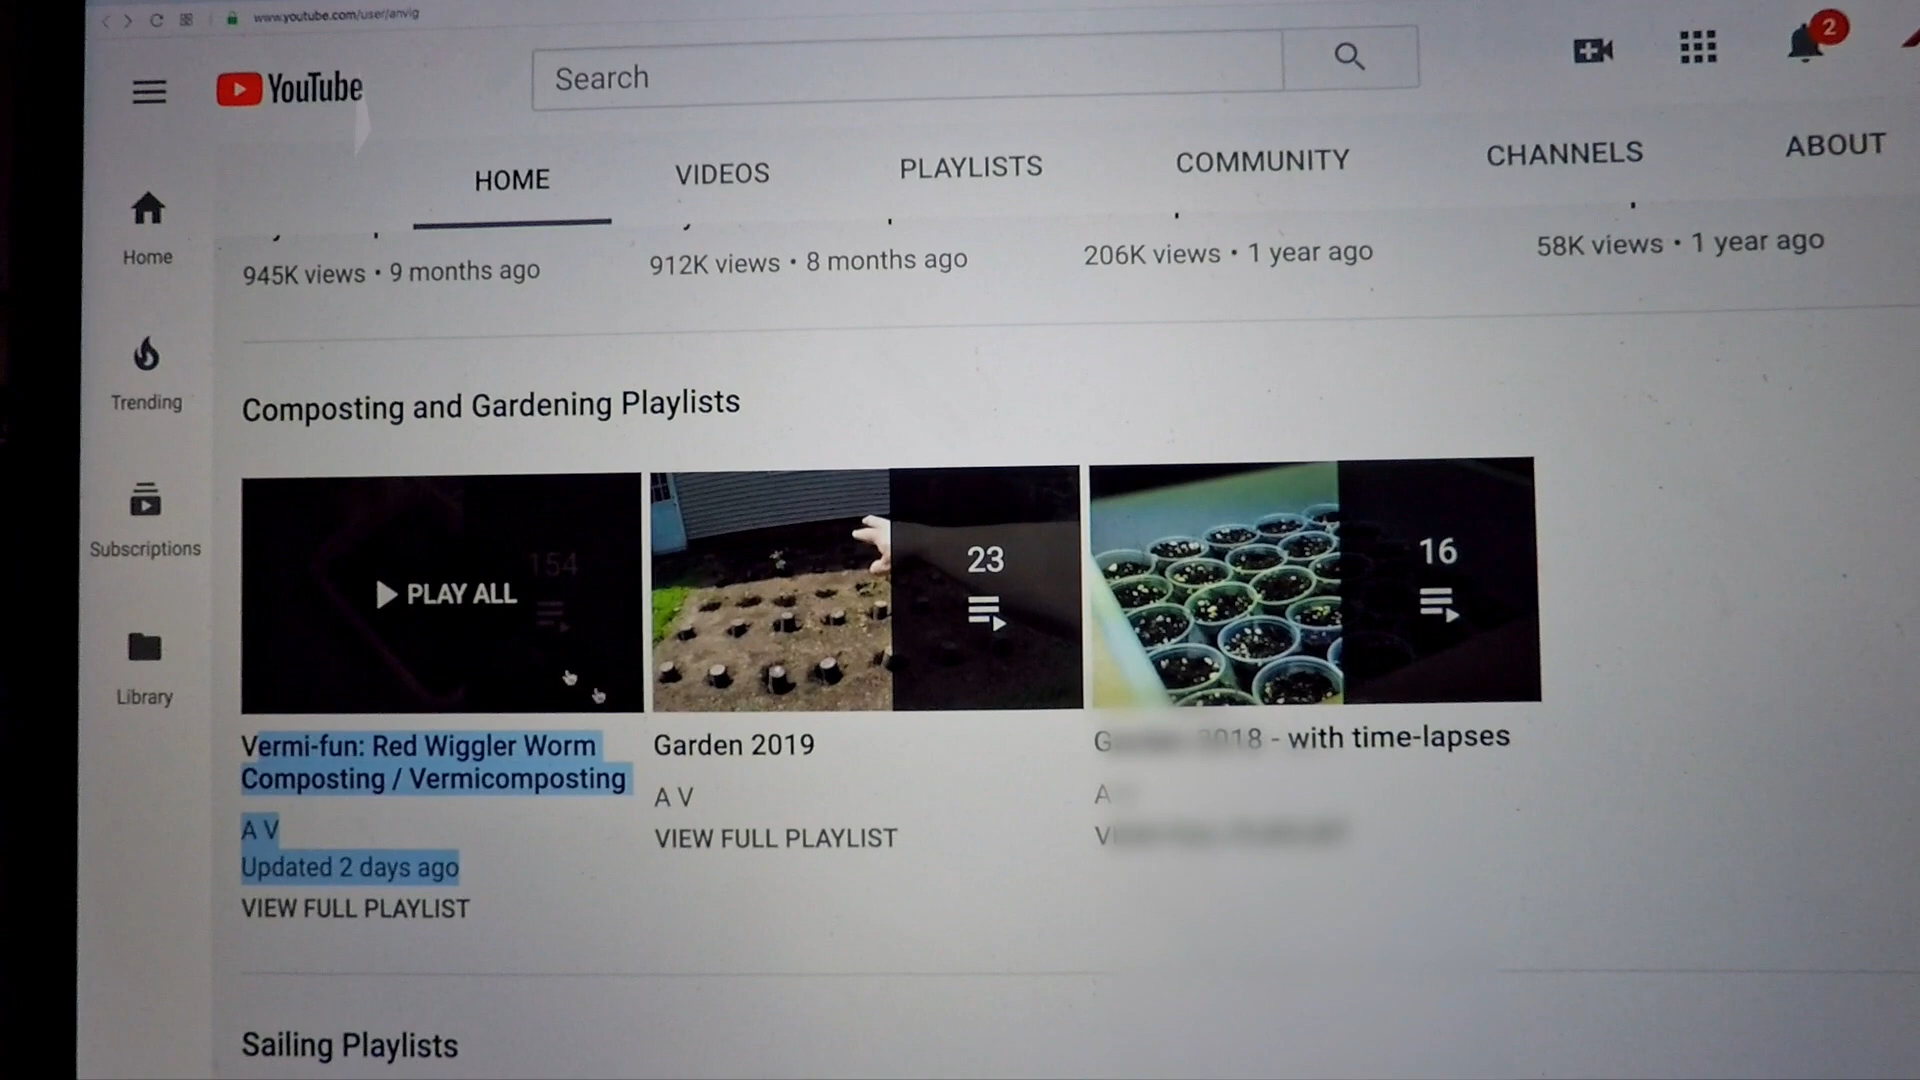 www.youtube.com/user/anvig
YouTube
Search
2
HOME VIDEOS PLAYLISTS COMMUNITY CHANNELS ABOUT
945K views • 9 months ago
912K views • 8 months ago
206K views • 1 year ago
58K views • 1 year ago
Home
Trending
Subscriptions
Library
Composting and Gardening Playlists
154
PLAY ALL
23
16
Vermi-fun: Red Wiggler Worm
Composting / Vermicomposting
A V
Updated 2 days ago
VIEW FULL PLAYLIST
Garden 2019
A V
VIEW FULL PLAYLIST
2018 - with time-lapses
A
Sailing Playlists